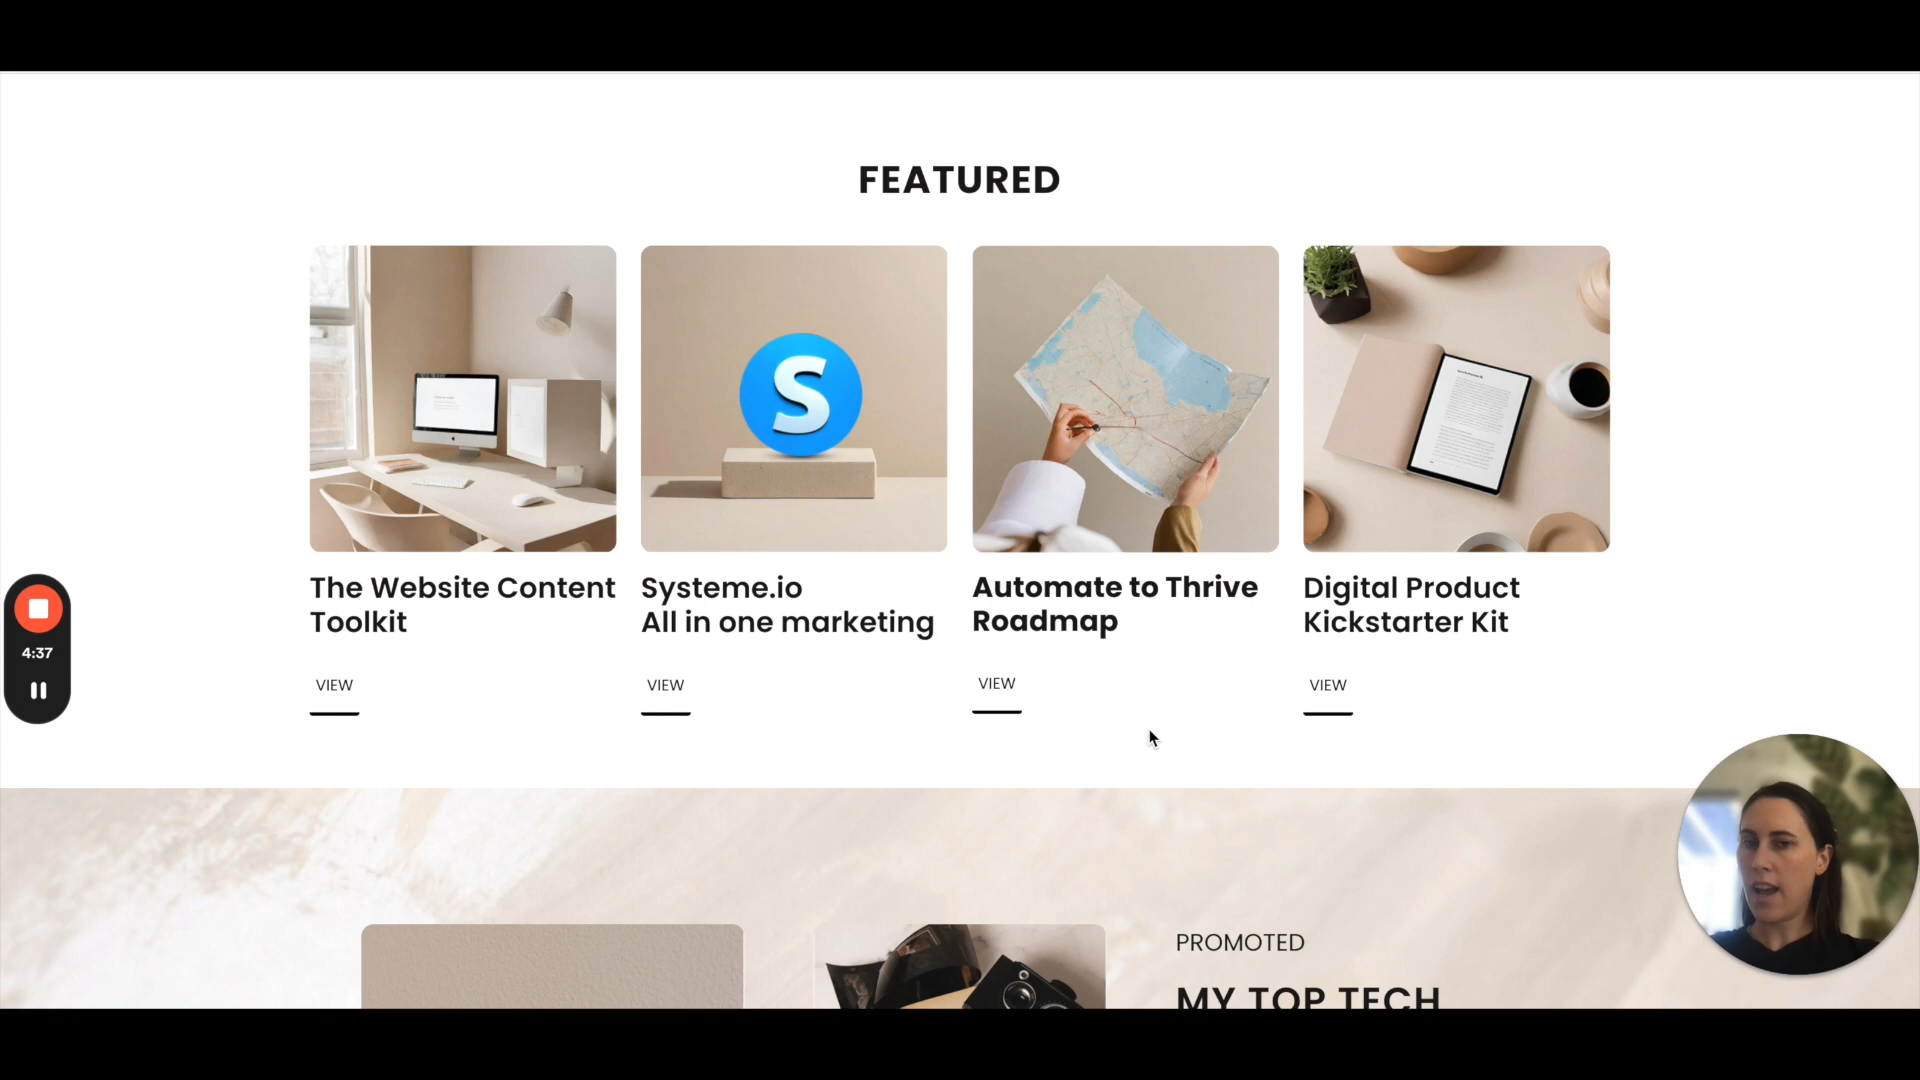 FEATURED
S
The Website Content
Toolkit
VIEW
Systeme.io
All in one marketing
VIEW
Automate to Thrive
Roadmap
VIEW
Digital Product
Kickstarter Kit
VIEW
4:37
PROMOTED
MY TOP TECH